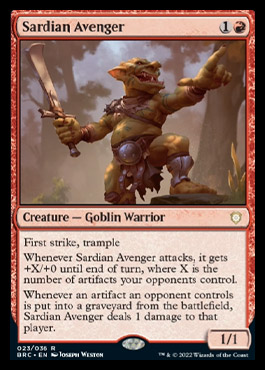 Sardian Avenger 1
Creature — Goblin Warrior
First strike, trample
Whenever Sardian Avenger attacks, it gets
+X/+0 until end of turn, where X is the
number of artifacts your opponents control.
Whenever an artifact an opponent controls
is put into a graveyard from the battlefield,
Sardian Avenger deals 1 damage to
that player.
1/1
023/036 R
BRC • EN Joseph Weston
™ & © 2022 Wizards of the Coast